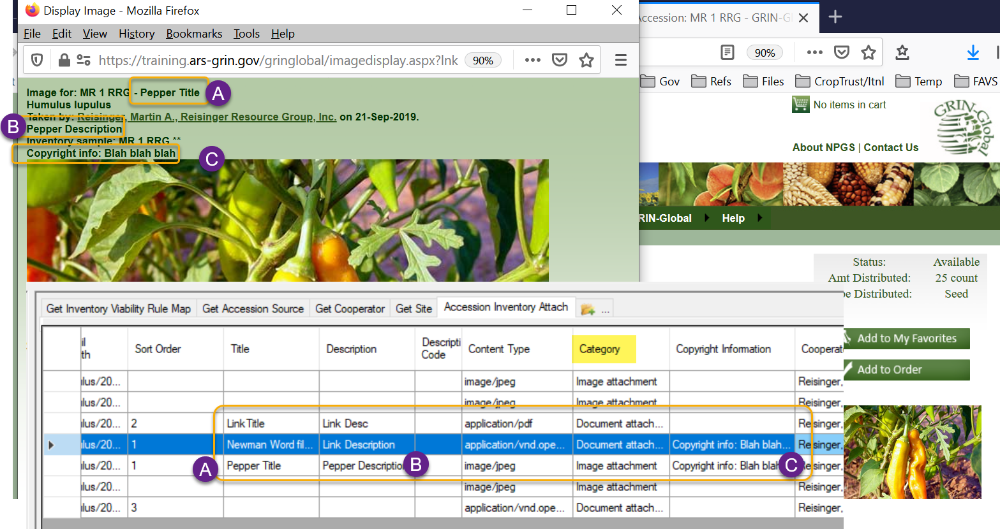 Display Image - Mozilla Firefox
File Edit View History Bookmarks Tools Help
https://training.ars-grin.gov/gringlobal/imagedisplay.aspx?lnk 90%
Image for: MR 1 RRG - Pepper Title
A
Humulus lupulus
Taken by: Reisinger, Martin A., Reisinger Resource Group, Inc. on 21-Sep-2019.
B
Pepper Description
Inventory sample: MR 1 RRG **
Copyright info: Blah blah blah
C
Accession: MR 1 RRG - GRIN-Gl
90%
Gov Refs Files CropTrust/Itnl Temp FAVS
No items in cart
GRIN-Global
About NPGS | Contact Us
RIN-Global Help
Status: Available
Amt Distributed: 25 count
pe Distributed: Seed
Add to My Favorites
Add to Order
Get Inventory Viability Rule Map Get Accession Source Get Cooperator Get Site Accession Inventory Attach ...
il th Sort Order Title Description Descripti Code Content Type Category Copyright Information Cooperat
ulus/20... image/jpeg Image attachment Reisinger,
ulus/20... image/jpeg Image attachment Reisinger,
ulus/20... 2 Link Title Link Desc application/pdf Document attach... Reisinger,
ulus/20... 1 Newman Word fil... Link Description application/vnd.ope... Document attach... Copyright info: Blah blah... Reisinger,
ulus/20... 1 A Pepper Title Pepper Description B image/jpeg Image attachment Copyright info: Blah blah C Reisinger,
ulus/20... image/jpeg Image attachment Reisinger,
ulus/20... 3 application/vnd.ope... Document attach... Reisinger,